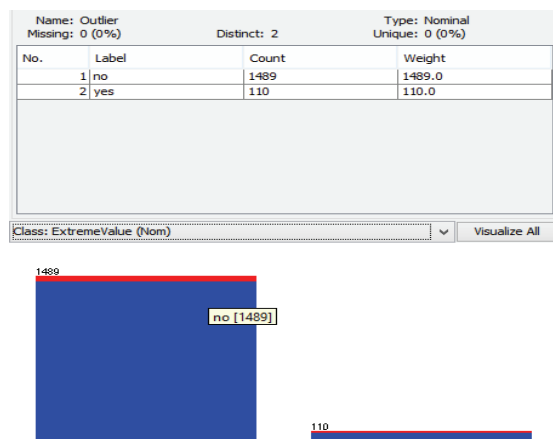 Name: Outlier Type: Nominal
Missing: 0 (0%) Distinct: 2 Unique: 0 (0%)
No. Label Count Weight
1 no 1489 1489.0
2 yes 110 110.0
Class: ExtremeValue (Nom) Visualize All
1489
no [1489]
110